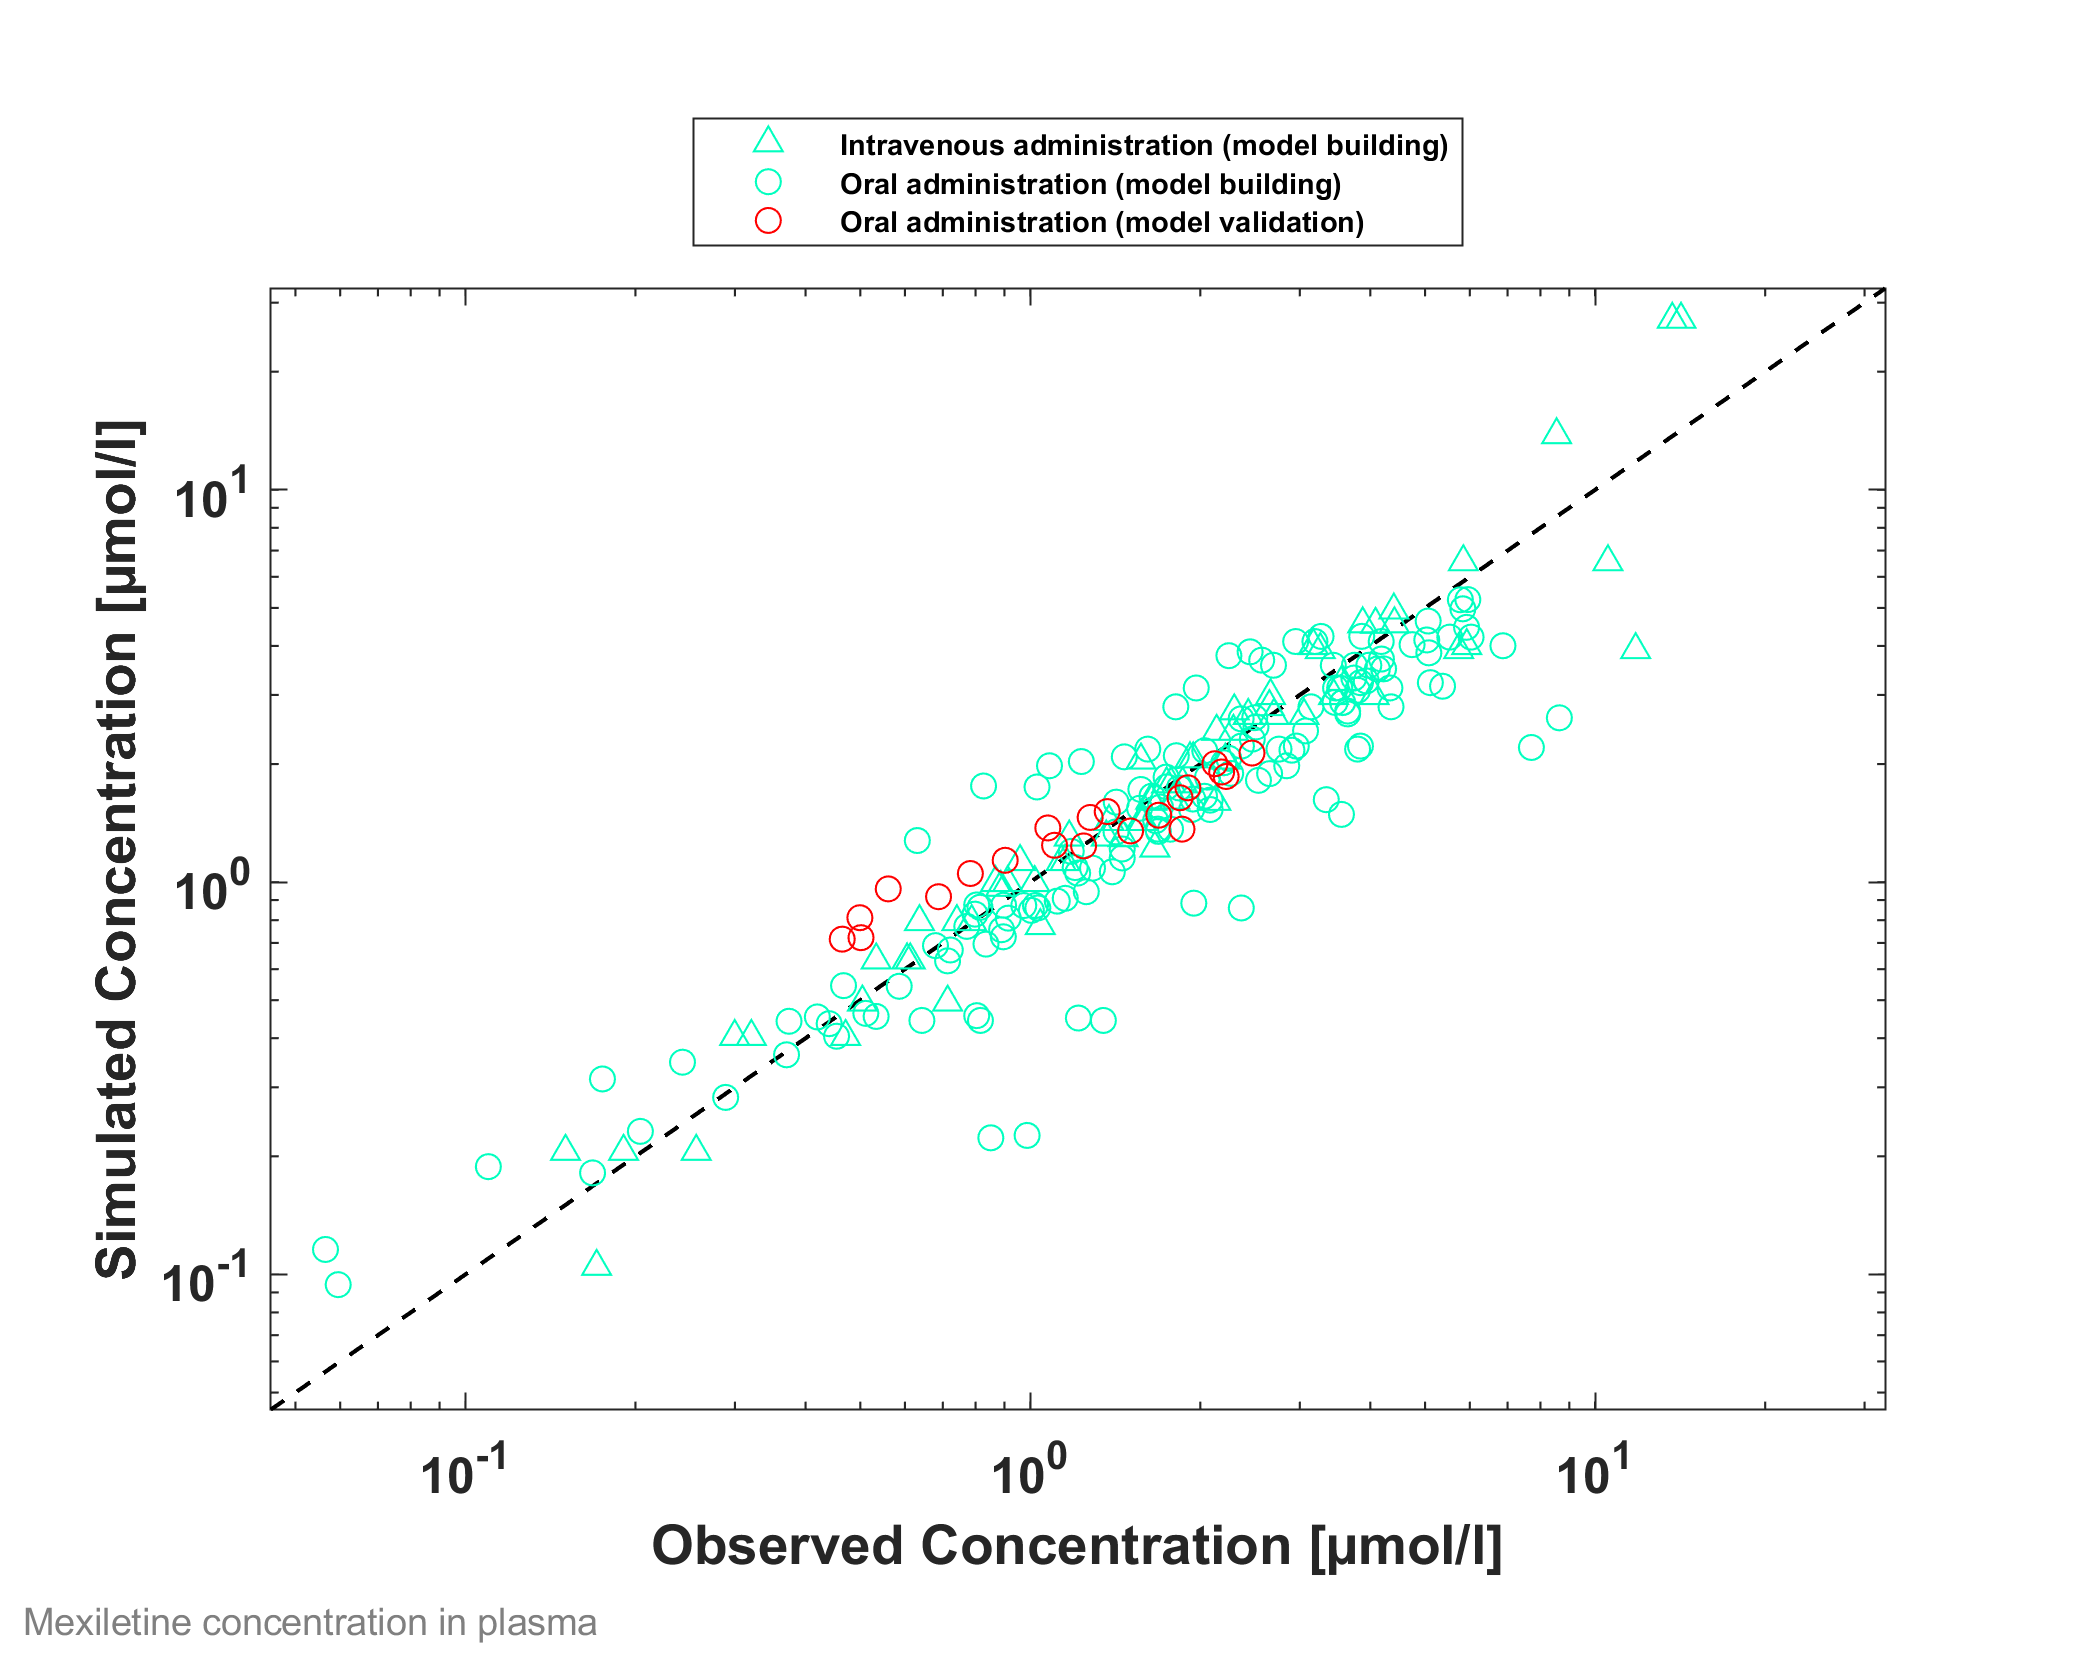 Intravenous administration (model building)
Oral administration (model building)
Oral administration (model validation)
Simulated Concentration [µmol/l]
10^1
10^0
10^-1
10^-1 10^0 10^1
Observed Concentration [µmol/l]
Mexiletine concentration in plasma